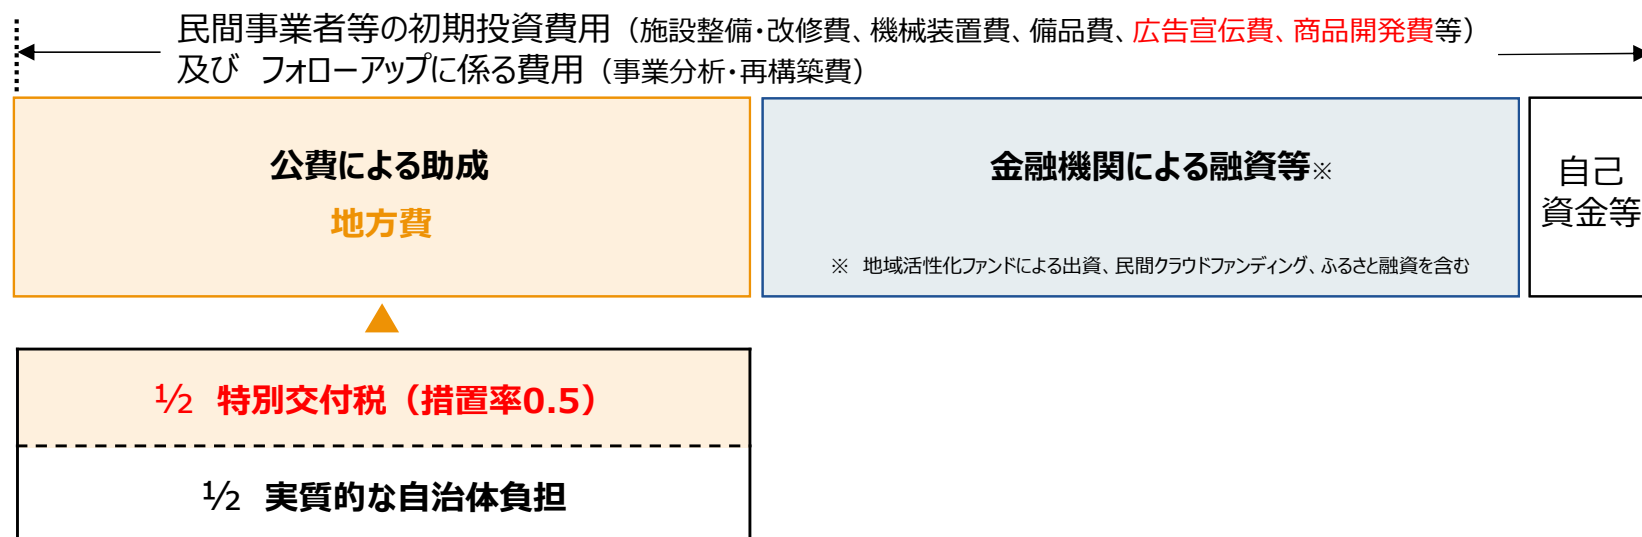 民間事業者等の初期投資費用（施設整備・改修費、機械装置費、備品費、広告宣伝費、商品開発費等）
及び フォローアップに係る費用（事業分析・再構築費）
公費による助成
地方費
金融機関による融資等※
※ 地域活性化ファンドによる出資、民間クラウドファンディング、ふるさと融資を含む
自己
資金等
½ 特別交付税（措置率0.5）
½ 実質的な自治体負担